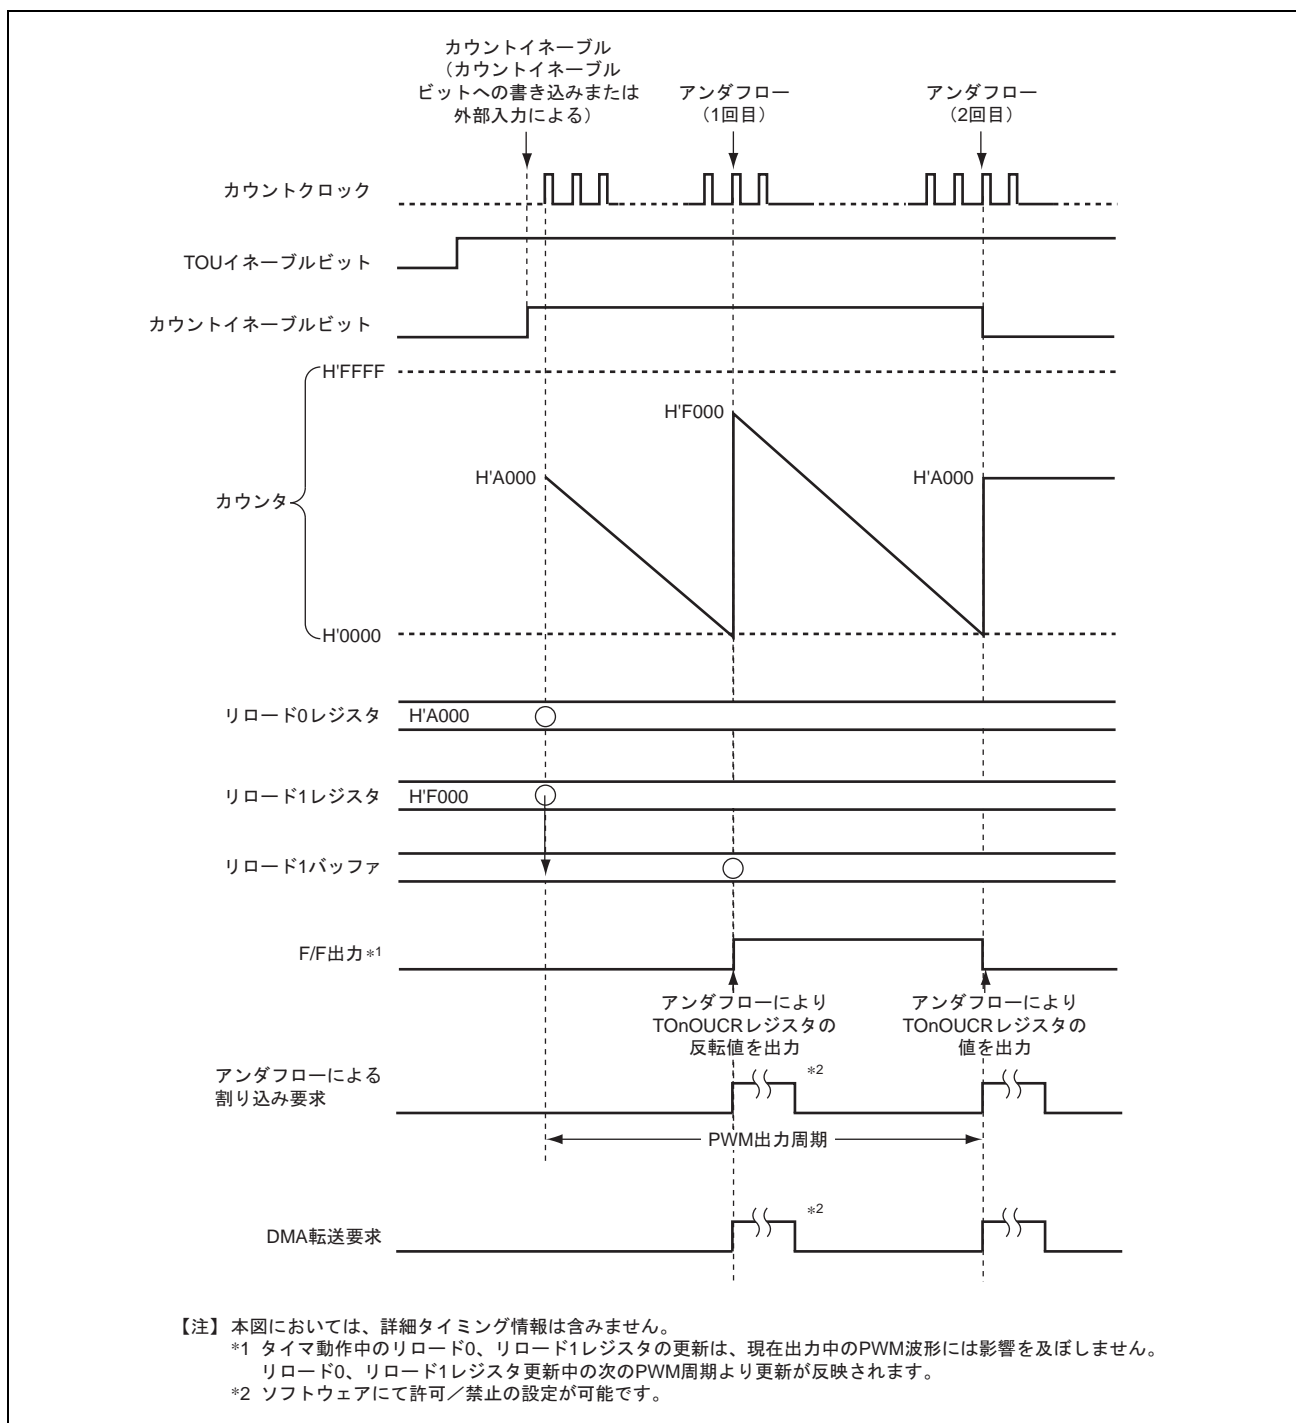 カウントイネーブル
（カウントイネーブル
ビットへの書き込みまたは
外部入力による）
アンダフロー
（1回目）
アンダフロー
（2回目）
カウントクロック
TOUイネーブルビット
カウントイネーブルビット
H'FFFF
H'F000
H'A000
H'A000
カウンタ
H'0000
リロード0レジスタ
H'A000
リロード1レジスタ
H'F000
リロード1バッファ
F/F出力*1
アンダフローにより
TOnOUCRレジスタの
反転値を出力
アンダフローにより
TOnOUCRレジスタの
値を出力
アンダフローによる
割り込み要求
*2
PWM出力周期
DMA転送要求
*2
【注】本図においては、詳細タイミング情報は含みません。
*1 タイマ動作中のリロード0、リロード1レジスタの更新は、現在出力中のPWM波形には影響を及ぼしません。
リロード0、リロード1レジスタ更新中の次のPWM周期より更新が反映されます。
*2 ソフトウェアにて許可／禁止の設定が可能です。